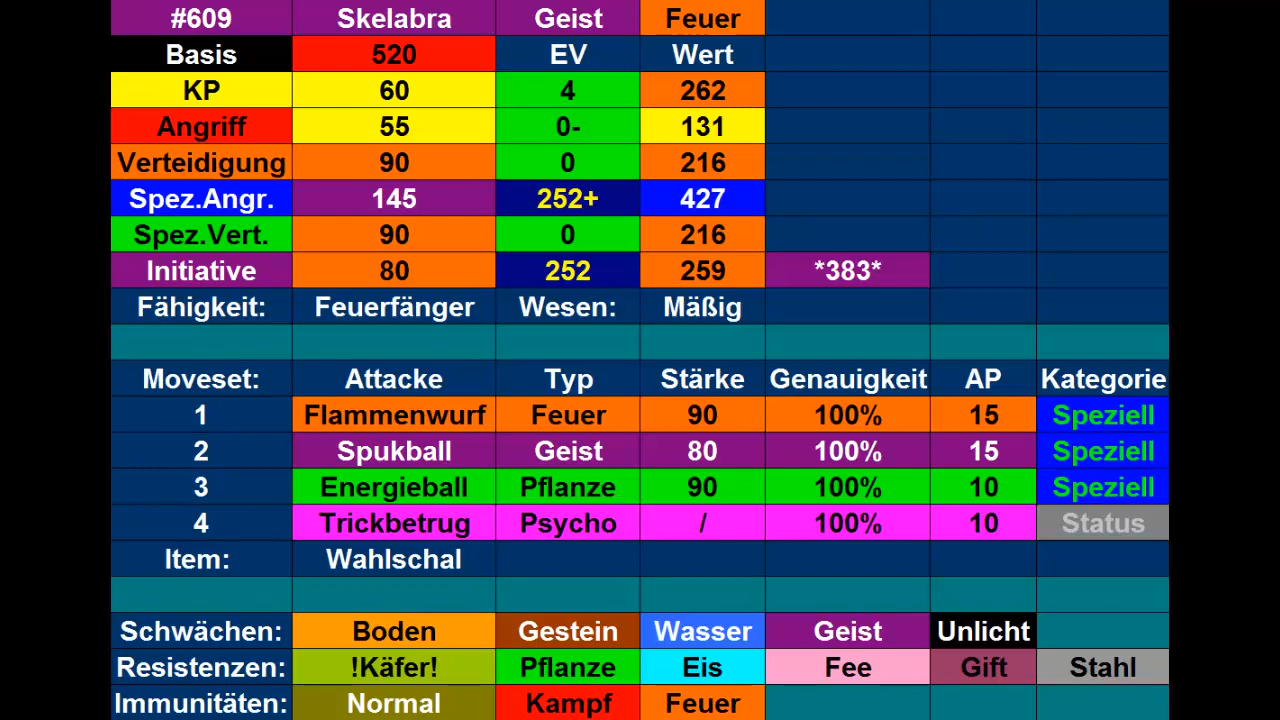 #609 Skelabra Geist Feuer
Basis 520 EV Wert
KP 60 4 262
Angriff 55 0- 131
Verteidigung 90 0 216
Spez.Angr. 145 252+ 427
Spez.Vert. 90 0 216
Initiative 80 252 259 *383*
Fähigkeit: Feuerfänger Wesen: Mäßig
Moveset: Attacke Typ Stärke Genauigkeit AP Kategorie
1 Flammenwurf Feuer 90 100% 15 Speziell
2 Spukball Geist 80 100% 15 Speziell
3 Energieball Pflanze 90 100% 10 Speziell
4 Trickbetrug Psycho / 100% 10 Status
Item: Wahlschal
Schwächen: Boden Gestein Wasser Geist Unlicht
Resistenzen: !Käfer! Pflanze Eis Fee Gift Stahl
Immunitäten: Normal Kampf Feuer